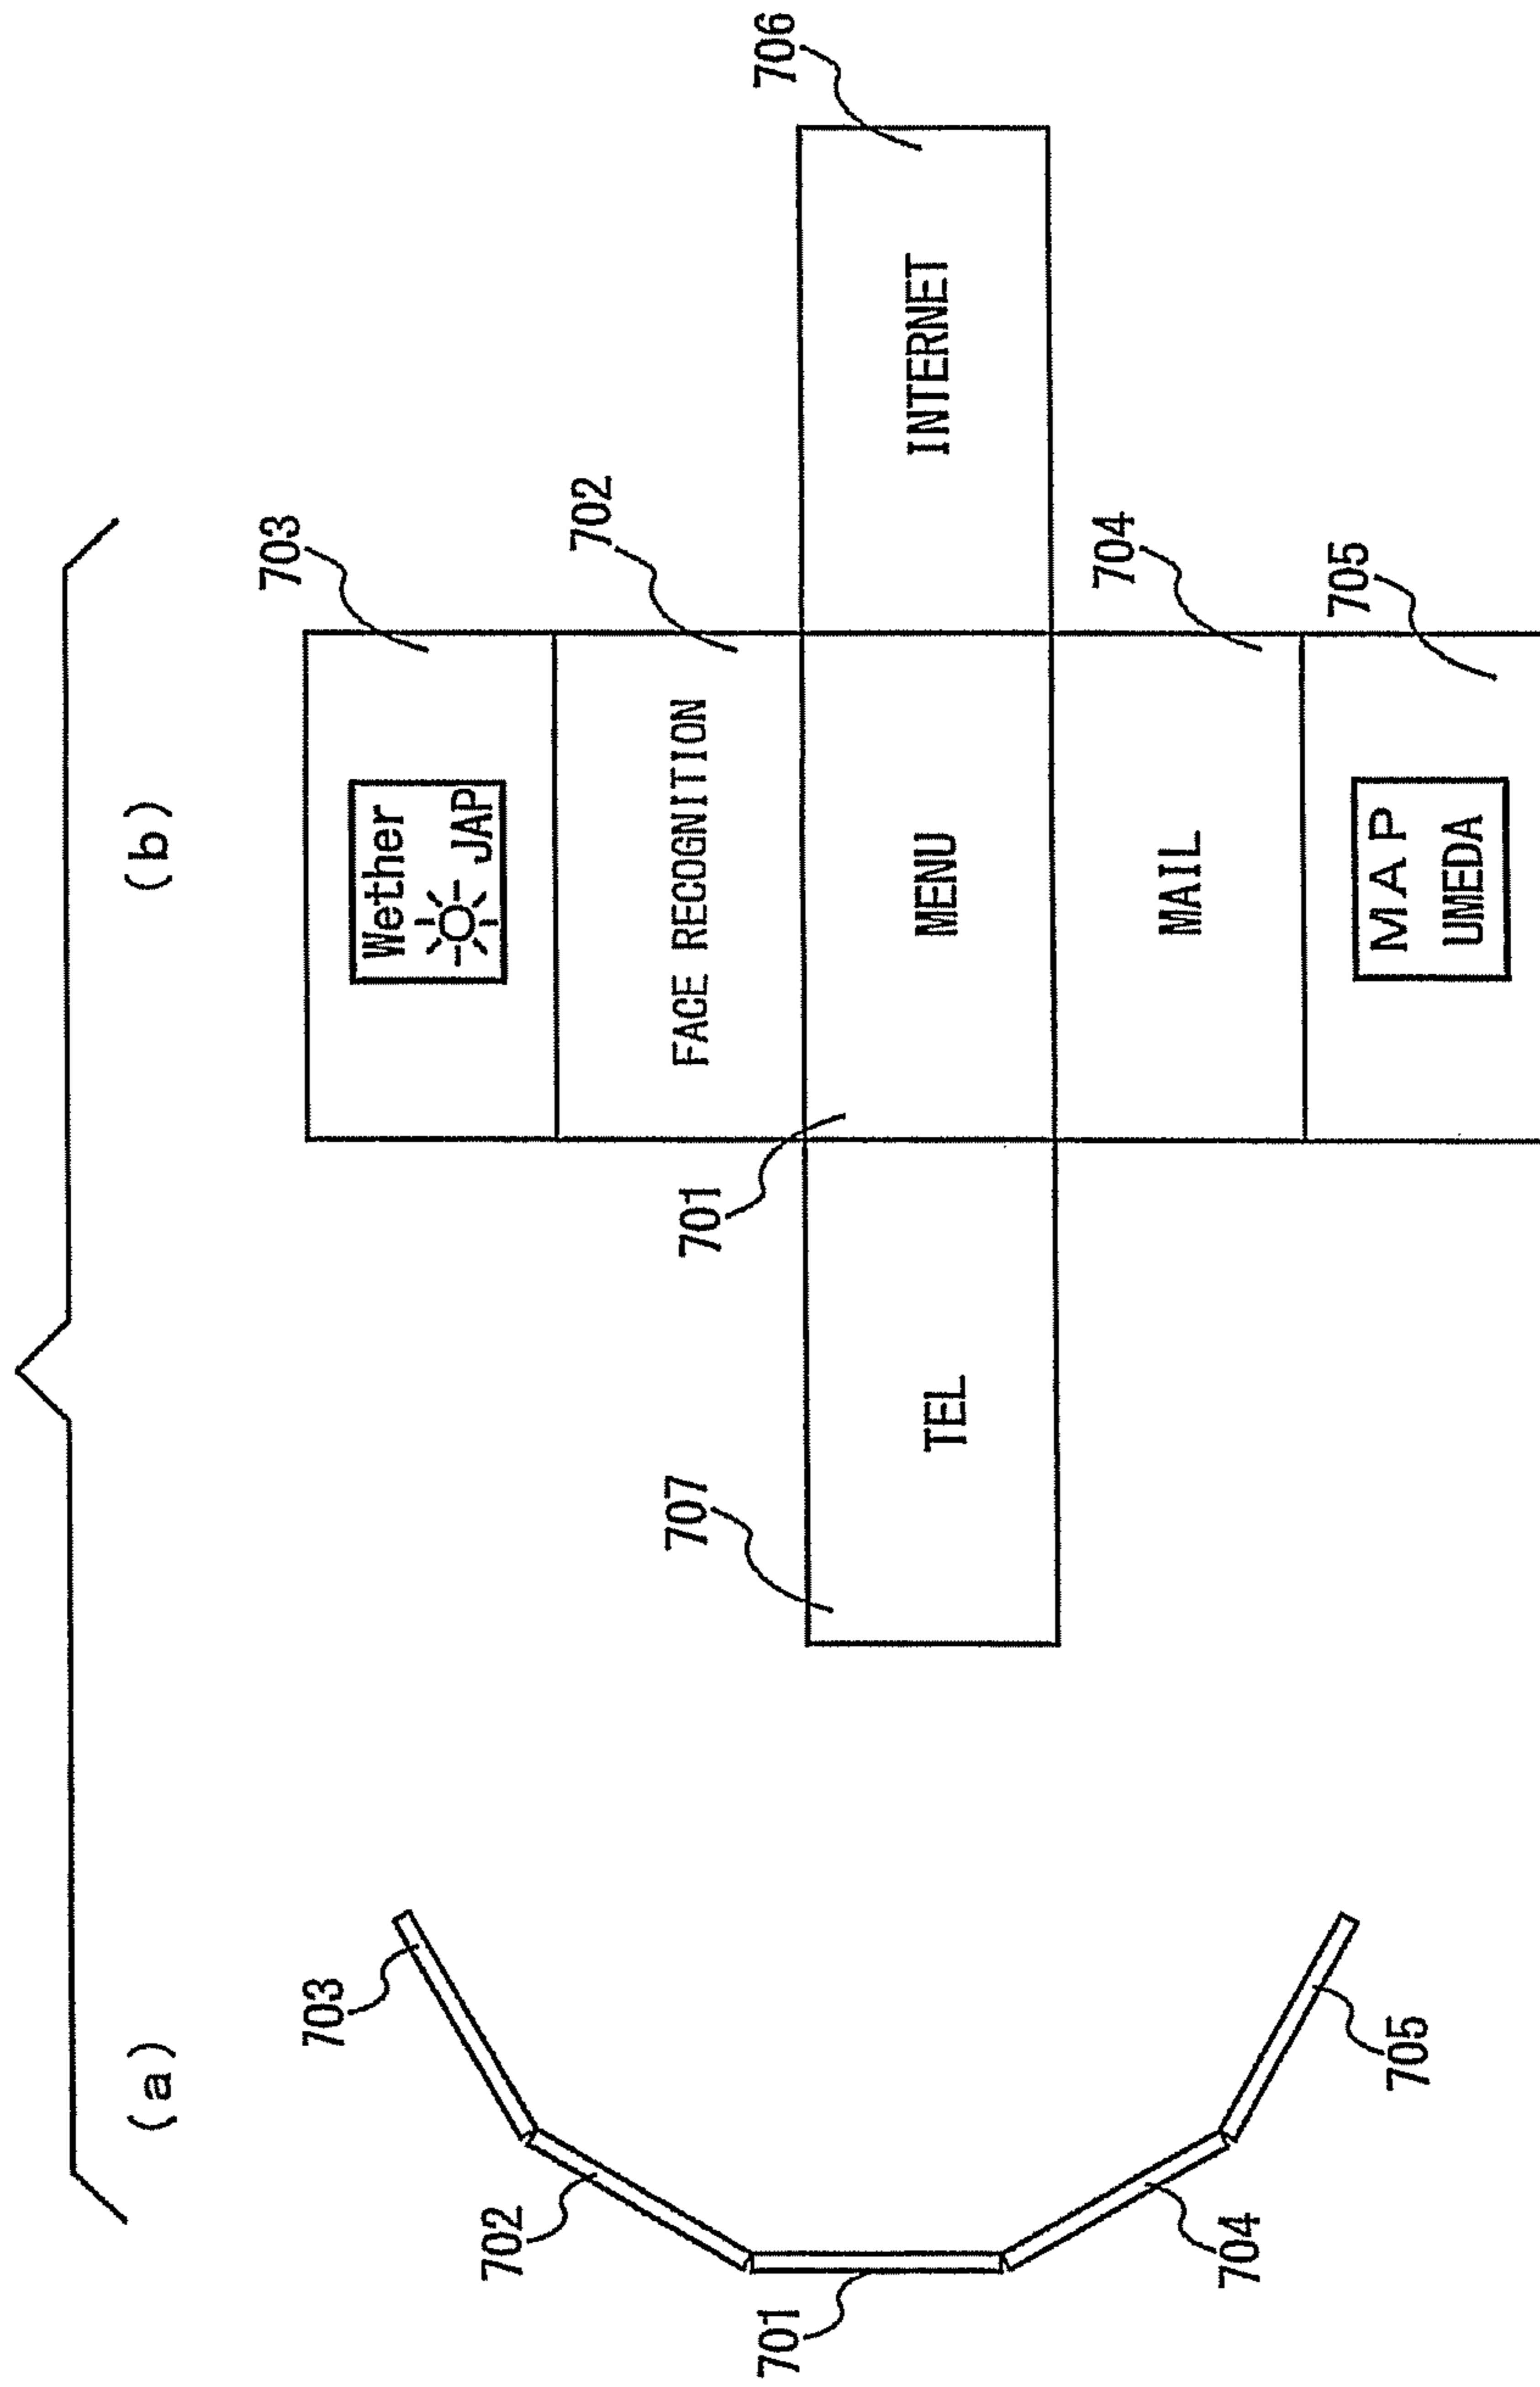 (a)
703
702
701
704
705
(b)
703
Wether
JAP
702
FACE RECOGNITION
701
MENU
706
INTERNET
707
TEL
704
MAIL
705
MAP
UMEDA